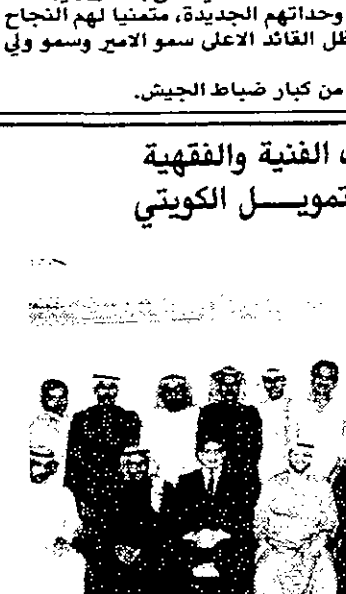 وحداتهم الجديدة، متمنيا لهم النجاح
ظل القائد الاعلى سمو الامير وسمو ولي
من كبار ضباط الجيش.
الفنية والفقهية
تمويــــل الكويتي